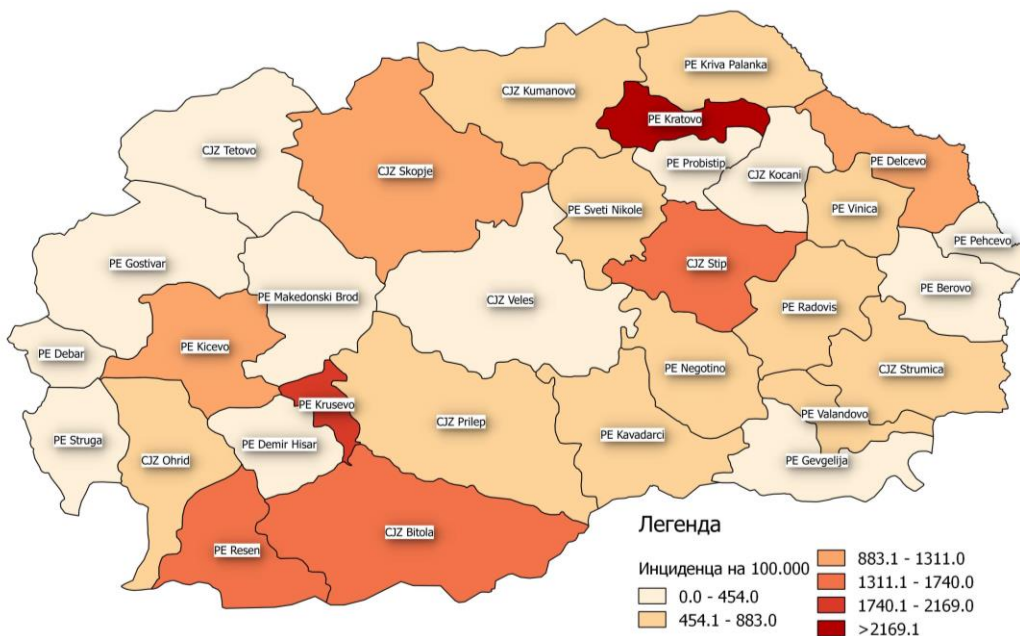 PE Kriva Palanka
CJZ Kumanovo
PE Kratovo
CJZ Tetovo
PE Probistip
PE Delcevo
CJZ Skopje
CJZ Kocani
PE Vinica
PE Sveti Nikole
PE Pehcevo
PE Gostivar
CJZ Stip
PE Berovo
PE Makedonski Brod
CJZ Veles
PE Radovis
PE Kicevo
PE Debar
PE Negotino
CJZ Strumica
PE Krusevo
PE Valandovo
CJZ Prilep
PE Struga
PE Demir Hisar
PE Kavadarci
CJZ Ohrid
PE Gevgelija
CJZ Bitola
PE Resen
Легенда
Инциденца на 100.000
0.0 - 454.0
454.1 - 883.0
883.1 - 1311.0
1311.1 - 1740.0
1740.1 - 2169.0
>2169.1